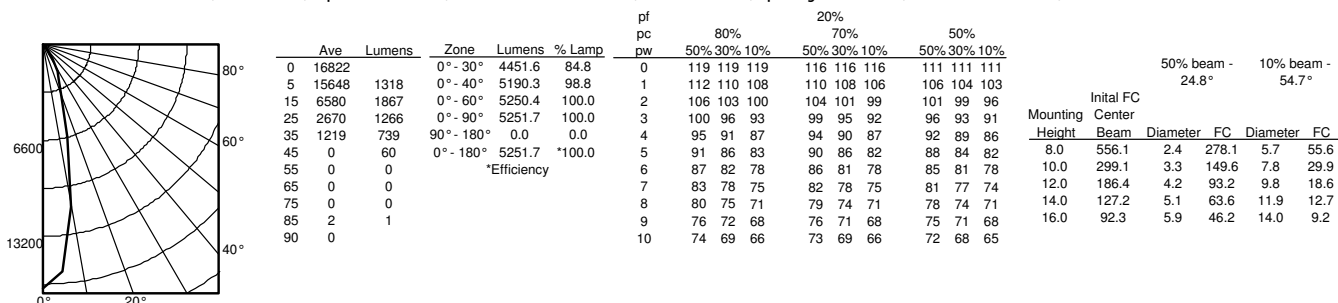 80°
60°
6600
13200
40°
0° 20°
Ave Lumens
0 16822
5 15648 1318
15 6580 1867
25 2670 1266
35 1219 739
45 0 60
55 0 0
65 0 0
75 0 0
85 2 1
90 0
Zone Lumens % Lamp
0° - 30° 4451.6 84.8
0° - 40° 5190.3 98.8
0° - 60° 5250.4 100.0
0° - 90° 5251.7 100.0
90° - 180° 0.0 0.0
0° - 180° 5251.7 *100.0
*Efficiency
pf 20%
pc 80% 70% 50%
pw 50% 30% 10% 50% 30% 10% 50% 30% 10%
0 119 119 119 116 116 116 111 111 111
1 112 110 108 110 108 106 106 104 103
2 106 103 100 104 101 99 101 99 96
3 100 96 93 99 95 92 96 93 91
4 95 91 87 94 90 87 92 89 86
5 91 86 83 90 86 82 88 84 82
6 87 82 78 86 81 78 85 81 78
7 83 78 75 82 78 75 81 77 74
8 80 75 71 79 74 71 78 74 71
9 76 72 68 76 71 68 75 71 68
10 74 69 66 73 69 66 72 68 65
50% beam - 10% beam -
24.8° 54.7°
Inital FC
Mounting Center
Height Beam Diameter FC Diameter FC
8.0 556.1 2.4 278.1 5.7 55.6
10.0 299.1 3.3 149.6 7.8 29.9
12.0 186.4 4.2 93.2 9.8 18.6
14.0 127.2 5.1 63.6 11.9 12.7
16.0 92.3 5.9 46.2 14.0 9.2